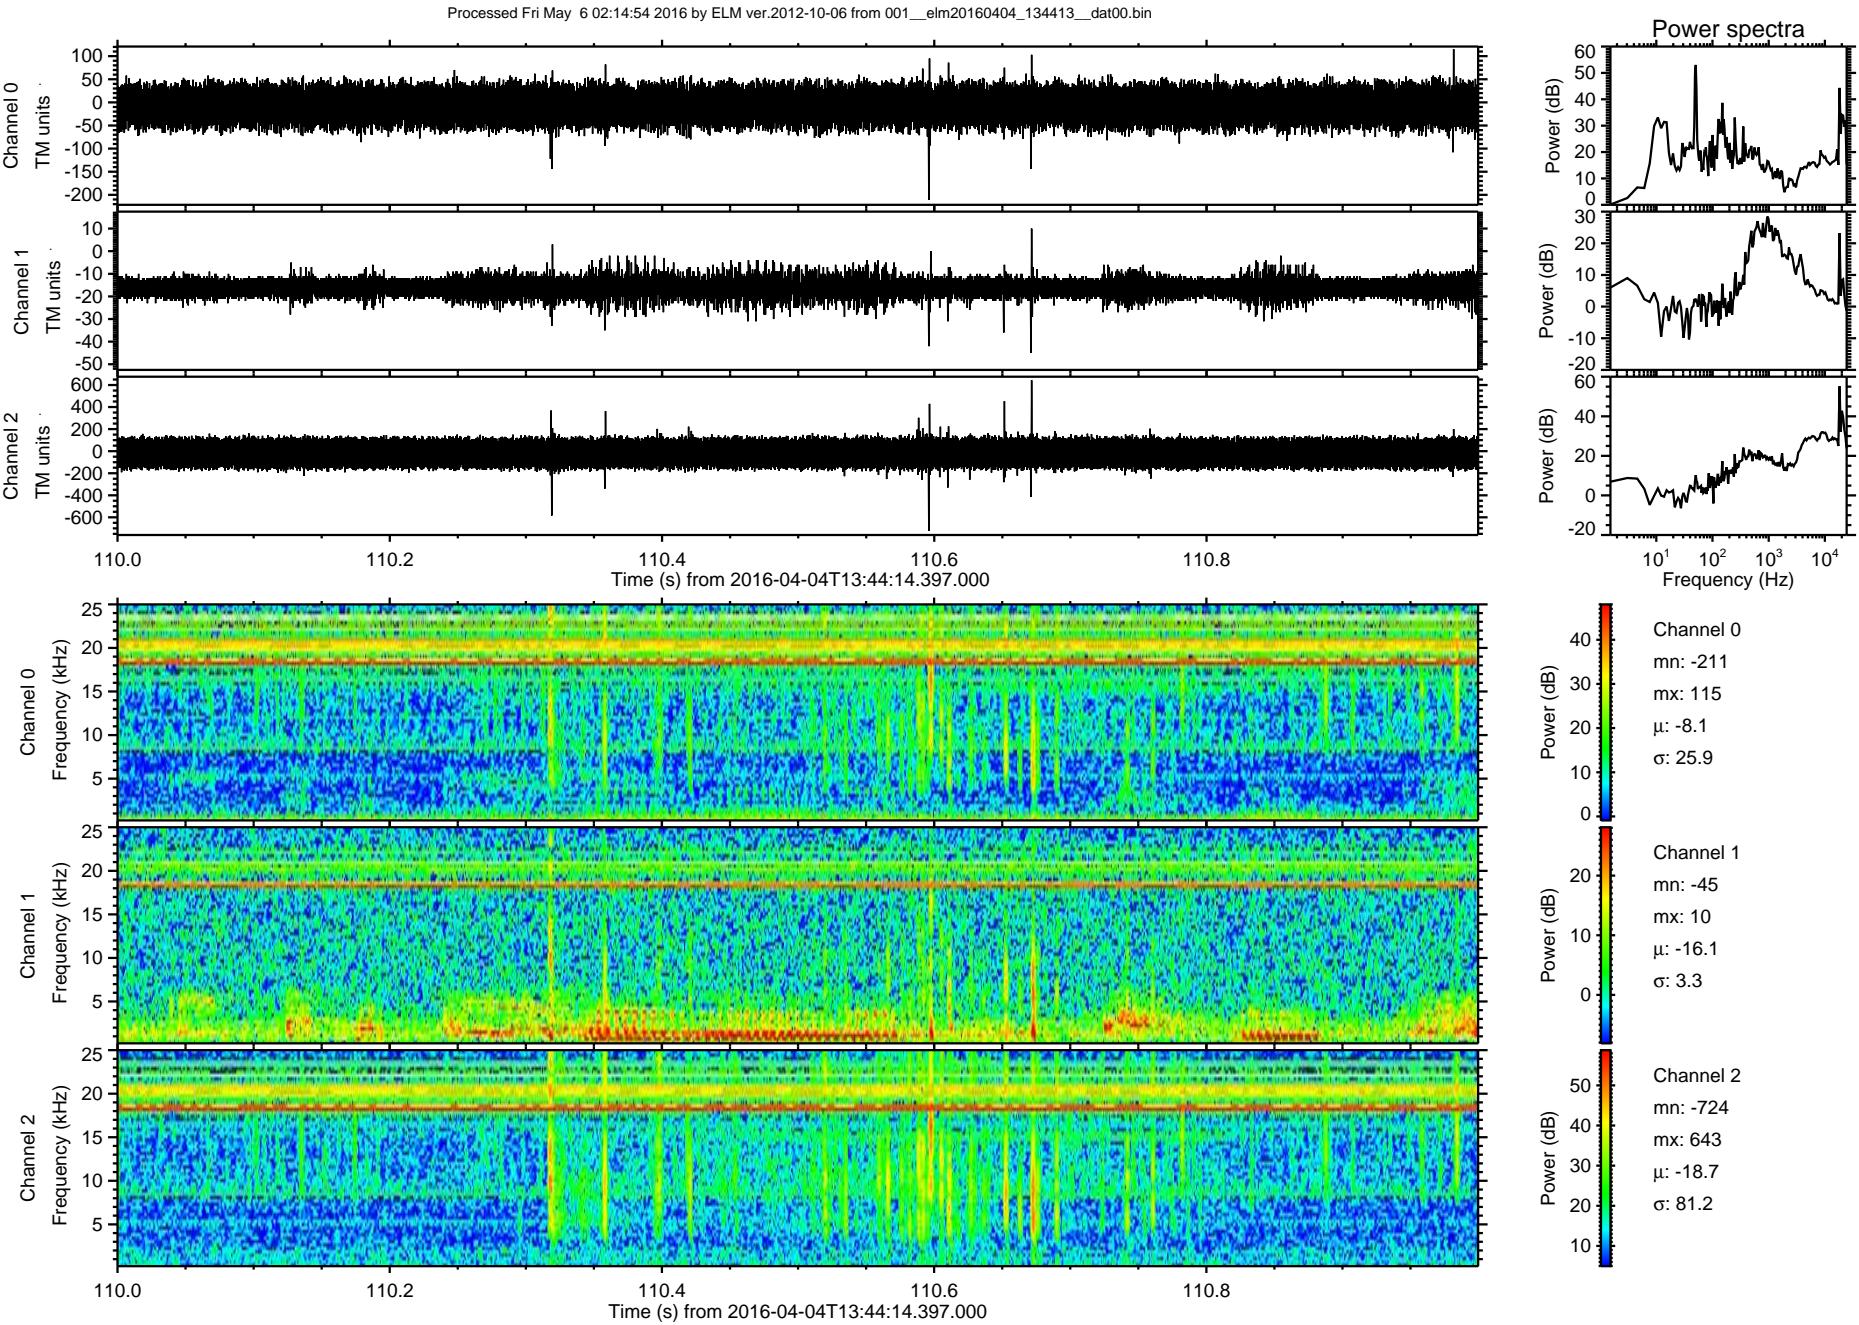 Processed Fri May  6 02:14:54 2016 by ELM ver.2012-10-06 from 001__elm20160404_134413__dat00.bin
Power spectra
Channel 0
TM units
100
50
0
-50
-100
-150
-200
Power (dB)
60
50
40
30
20
10
0
Channel 1
TM units
10
0
-10
-20
-30
-40
-50
Power (dB)
30
20
10
0
-10
-20
Channel 2
TM units
600
400
200
0
-200
-400
-600
Power (dB)
60
40
20
0
-20
110.0 110.2 110.4 110.6 110.8
Time (s) from 2016-04-04T13:44:14.397.000
10^1 10^2 10^3 10^4
Frequency (Hz)
Channel 0
Frequency (kHz)
25
20
15
10
5
Power (dB)
40
30
20
10
0
Channel 0
mn: -211
mx: 115
μ: -8.1
σ: 25.9
Channel 1
Frequency (kHz)
25
20
15
10
5
Power (dB)
20
10
0
Channel 1
mn: -45
mx: 10
μ: -16.1
σ: 3.3
Channel 2
Frequency (kHz)
25
20
15
10
5
Power (dB)
50
40
30
20
10
Channel 2
mn: -724
mx: 643
μ: -18.7
σ: 81.2
110.0 110.2 110.4 110.6 110.8
Time (s) from 2016-04-04T13:44:14.397.000